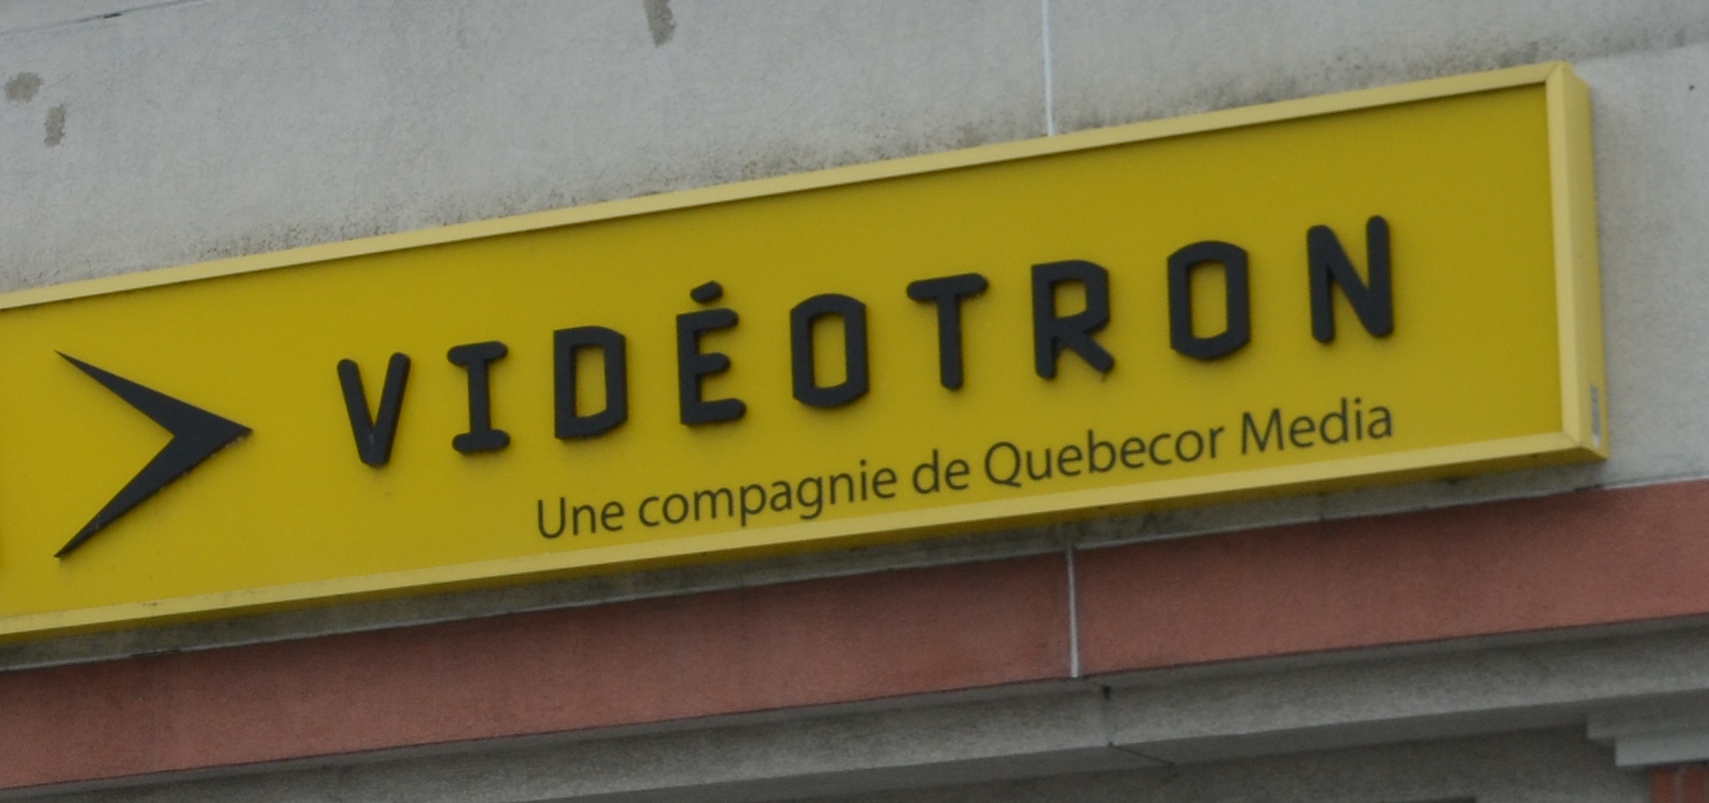 VIDÉOTRON
Une compagnie de Quebecor Media